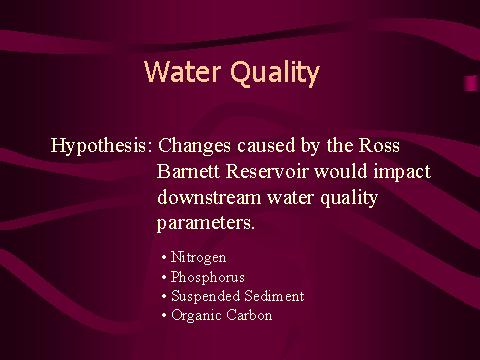 Water Quality
Hypothesis: Changes caused by the Ross
Barnett Reservoir would impact
downstream water quality
parameters.
• Nitrogen
• Phosphorus
• Suspended Sediment
• Organic Carbon